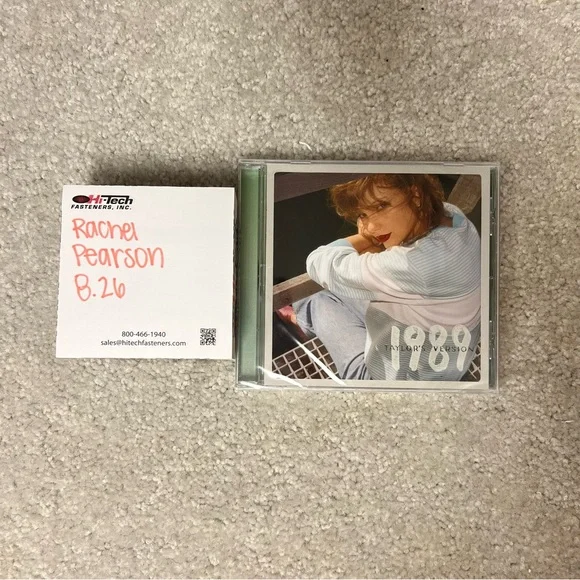 Hi-Tech
FASTENERS, INC.
Rachel
Pearson
8.26
800-466-1940
sales@hitechfasteners.com
1989
TAYLOR'S VERSION